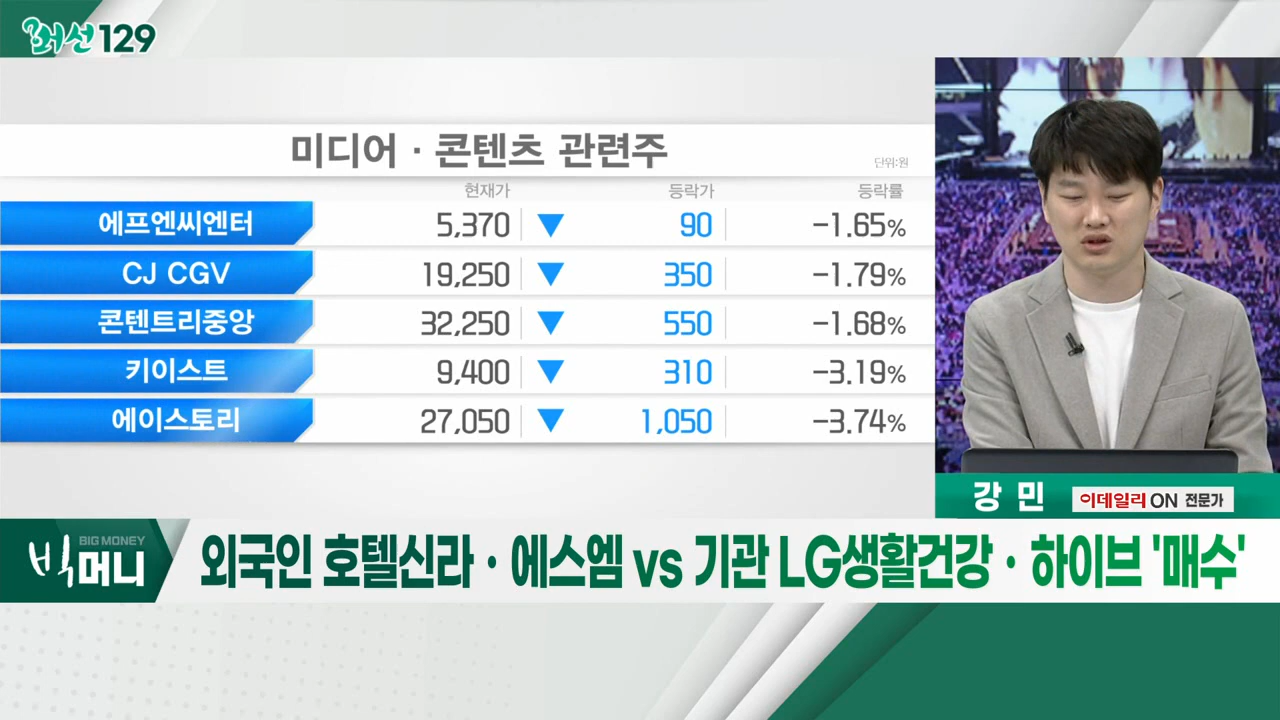 최선129
미디어 · 콘텐츠 관련주
단위:원
현재가 등락가 등락률
에프엔씨엔터 5,370 ▼ 90 -1.65%
CJ CGV 19,250 ▼ 350 -1.79%
콘텐트리중앙 32,250 ▼ 550 -1.68%
키이스트 9,400 ▼ 310 -3.19%
에이스토리 27,050 ▼ 1,050 -3.74%
강 민 이데일리 ON 전문가
BIG MONEY
빅머니
외국인 호텔신라 · 에스엠 vs 기관 LG생활건강 · 하이브 '매수'